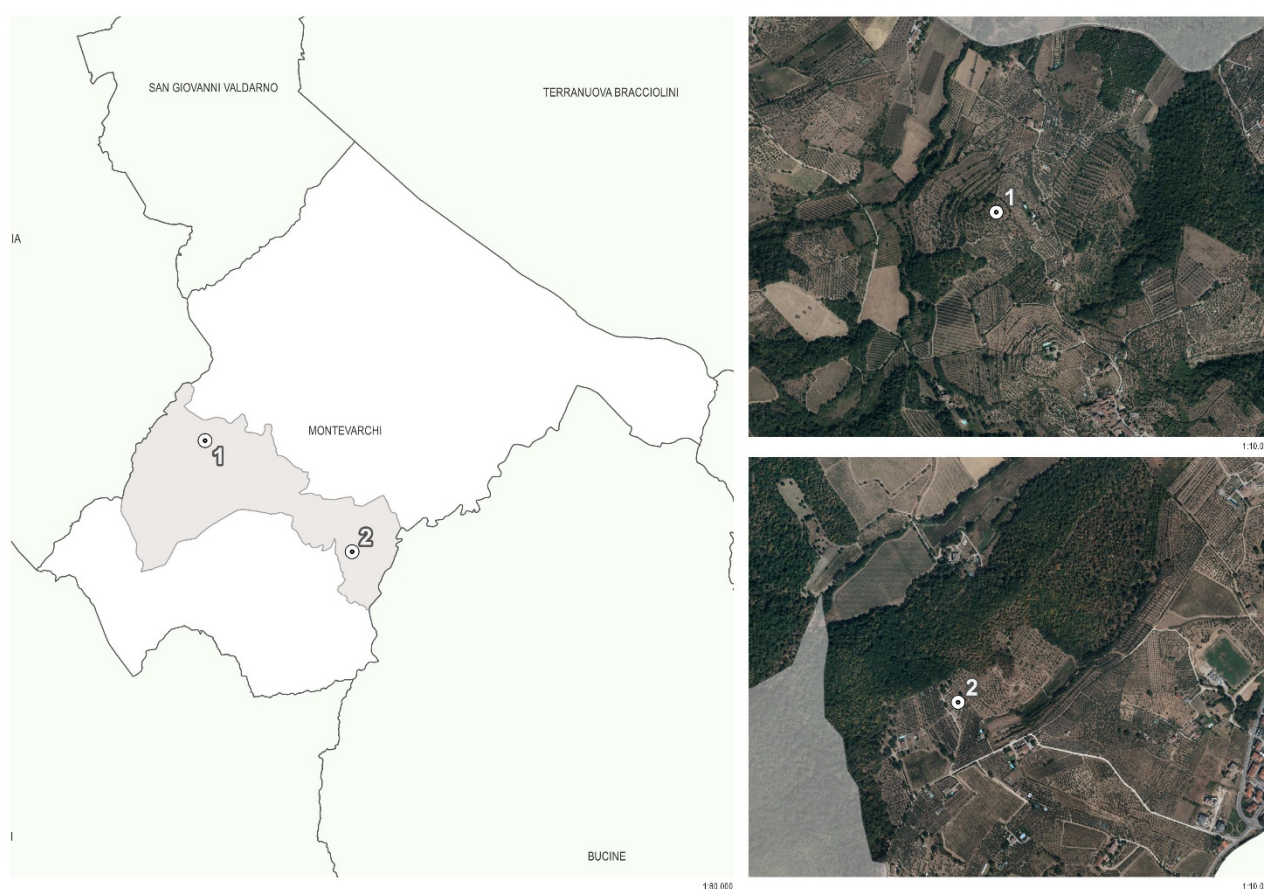 SAN GIOVANNI VALDARNO
TERRANUOVA BRACCIOLINI
IA
MONTEVARCHI
1
2
I
BUCINE
1:80.000
1
1:10.0
2
1:10.0